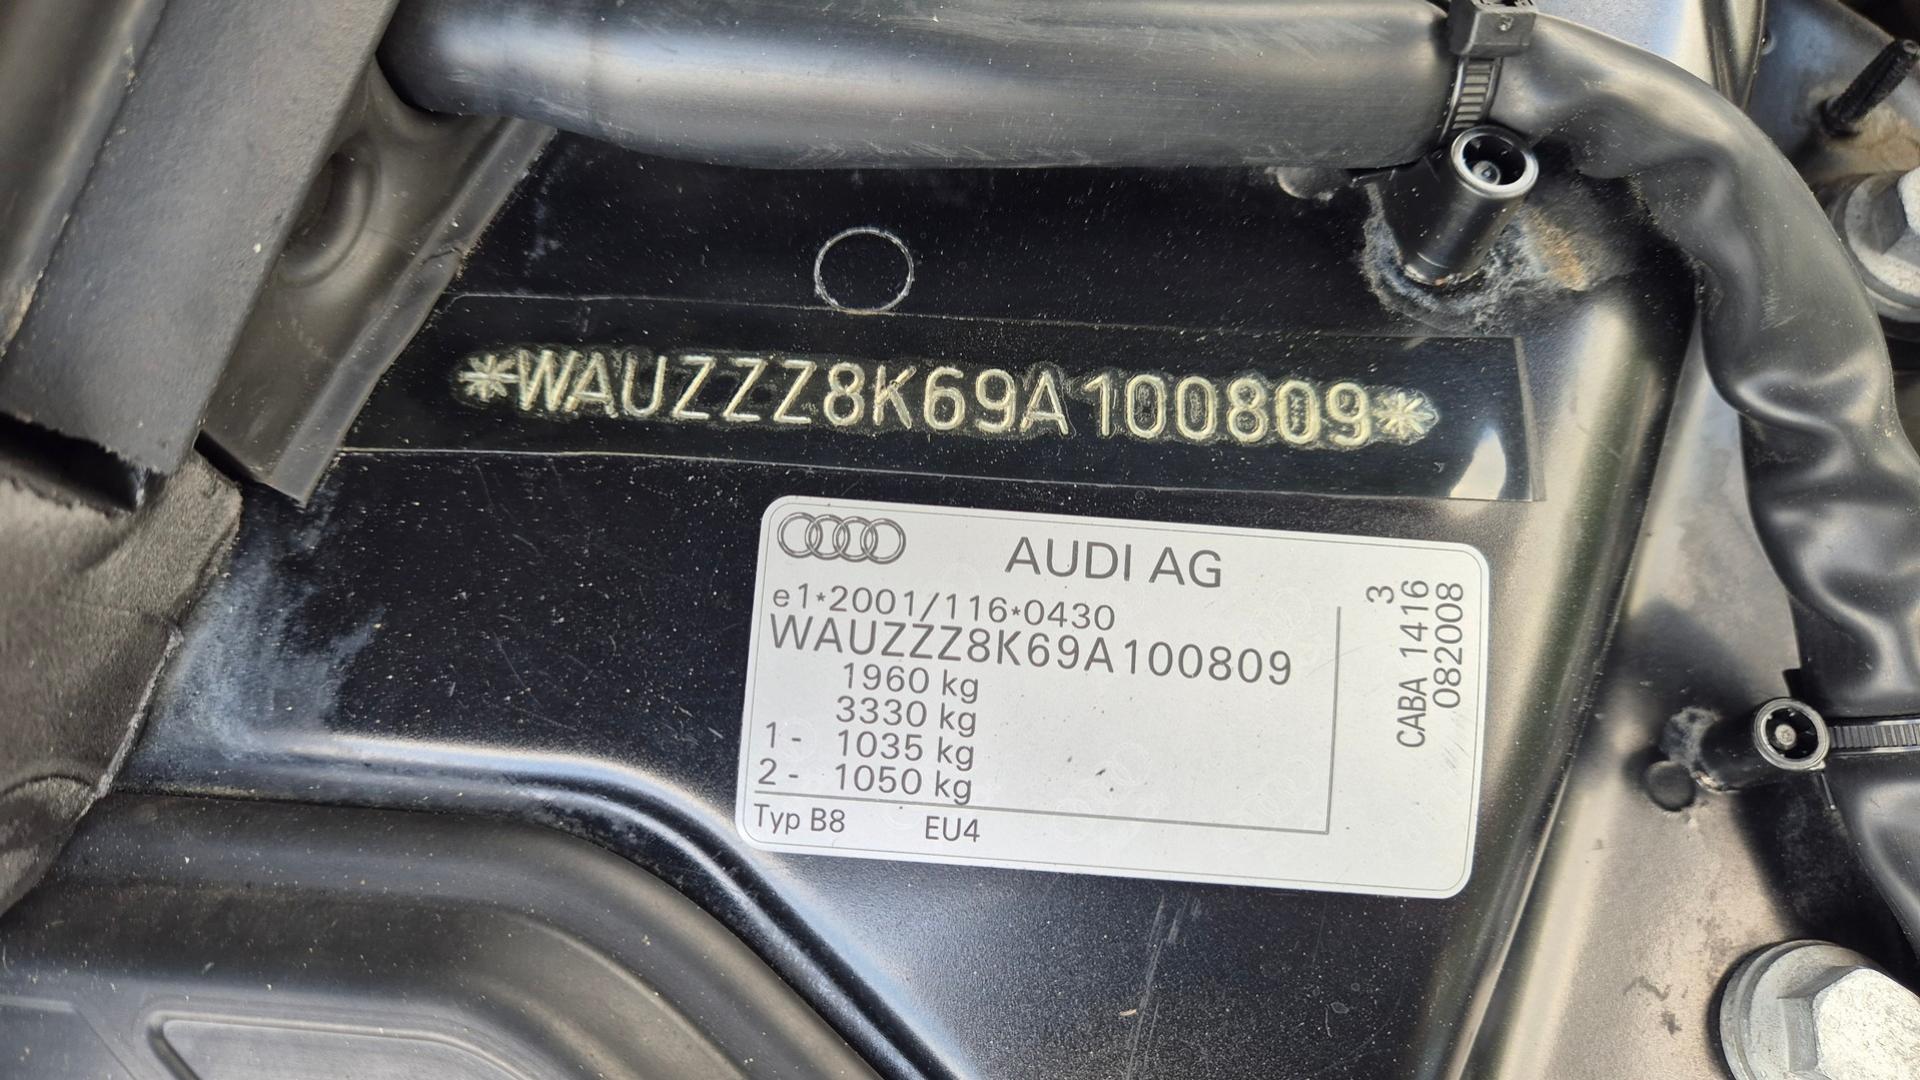 *WAUZZZ8K69A100809*
AUDI AG
e1*2001/116*0430
WAUZZZ8K69A100809
1960 kg
3330 kg
1 - 1035 kg
2 - 1050 kg
Typ B8 EU4
3
CABA 1416
082008